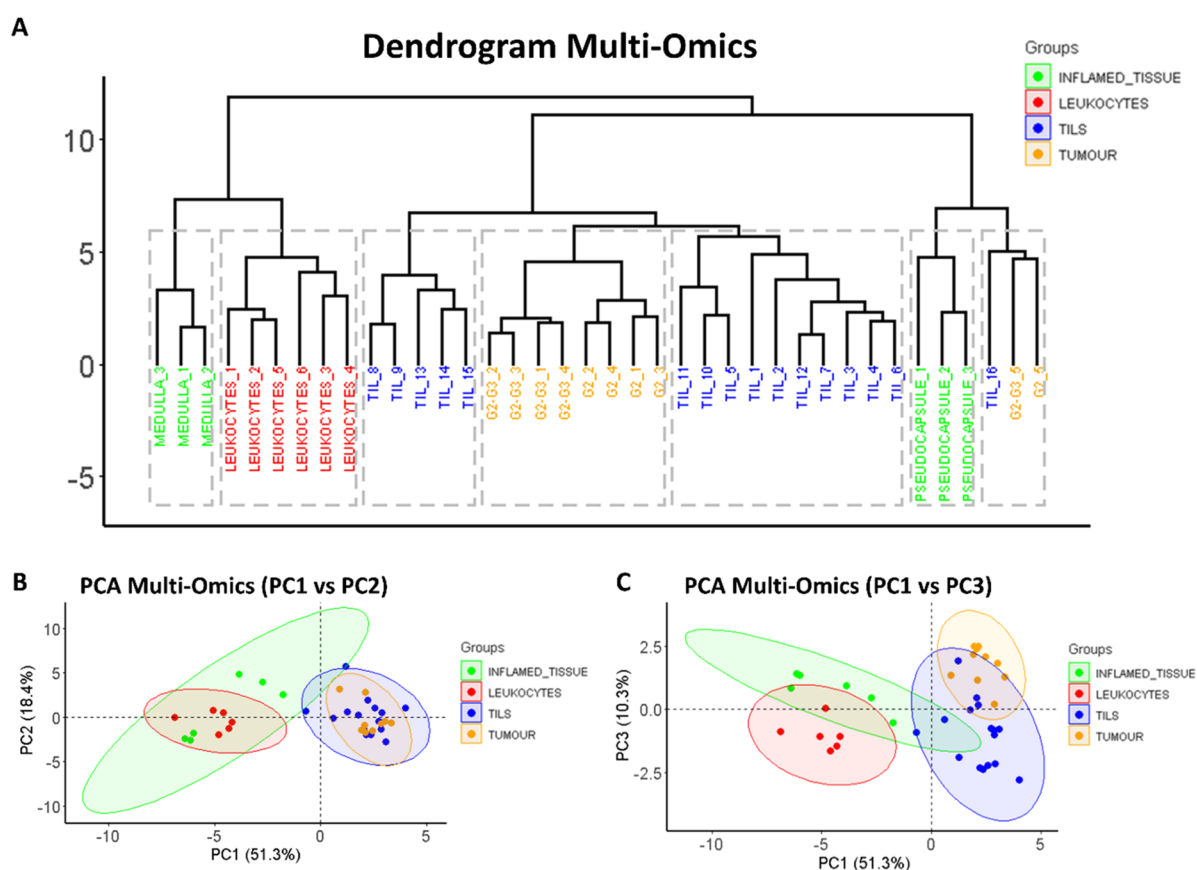 A
Dendrogram Multi-Omics
Groups
INFLAMED_TISSUE
LEUKOCYTES
TILS
TUMOUR
10
5
0
-5
MEDULLA_3
MEDULLA_1
MEDULLA_2
LEUKOCYTES_1
LEUKOCYTES_2
LEUKOCYTES_5
LEUKOCYTES_6
LEUKOCYTES_3
LEUKOCYTES_4
TIL_8
TIL_9
TIL_13
TIL_14
TIL_15
G2-G3_2
G2-G3_3
G2-G3_1
G2-G3_4
G2_2
G2_4
G2_1
G2_3
TIL_11
TIL_10
TIL_5
TIL_1
TIL_2
TIL_12
TIL_7
TIL_3
TIL_4
TIL_6
PSEUDOCAPSULE_1
PSEUDOCAPSULE_2
PSEUDOCAPSULE_3
TIL_16
G2-G3_5
G2_5
B
PCA Multi-Omics (PC1 vs PC2)
PC2 (18.4%)
10
5
0
-5
-10
-10
-5
0
5
PC1 (51.3%)
Groups
INFLAMED_TISSUE
LEUKOCYTES
TILS
TUMOUR
C
PCA Multi-Omics (PC1 vs PC3)
PC3 (10.3%)
2.5
0.0
-2.5
-10
-5
0
5
PC1 (51.3%)
Groups
INFLAMED_TISSUE
LEUKOCYTES
TILS
TUMOUR